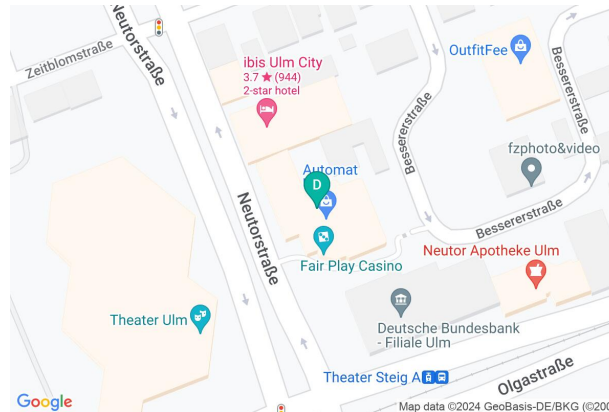 Neutorstraße
Zeitblomstraße
ibis Ulm City
3.7 ★ (944)
2-star hotel
OutfitFee
Bessererstraße
Bessererstraße
fzphoto&video
Automat
D
Neutorstraße
Bessererstraße
Fair Play Casino
Neutor Apotheke Ulm
Theater Ulm
Deutsche Bundesbank
- Filiale Ulm
Theater Steig A
Olgastraße
Google
Map data ©2024 GeoBasis-DE/BKG (©200